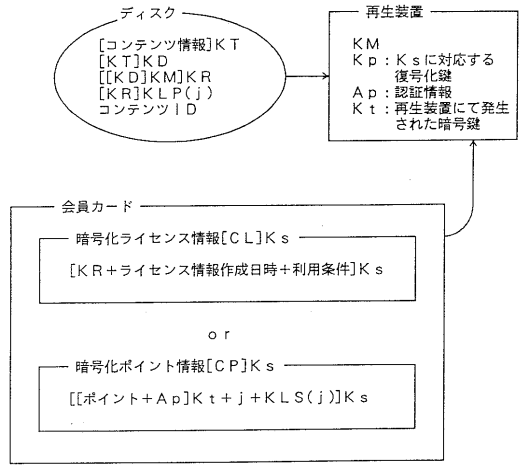 ディスク
[コンテンツ情報]KT
[KT]KD
[[KD]KM]KR
[KR]KLP(j)
コンテンツID
再生装置
KM
Kp:Ksに対応する
復号化鍵
Ap:認証情報
Kt:再生装置にて発生
された暗号鍵
会員カード
暗号化ライセンス情報[CL]Ks
[KR+ライセンス情報作成日時+利用条件]Ks
or
暗号化ポイント情報[CP]Ks
[[ポイント+Ap]Kt+j+KLS(j)]Ks